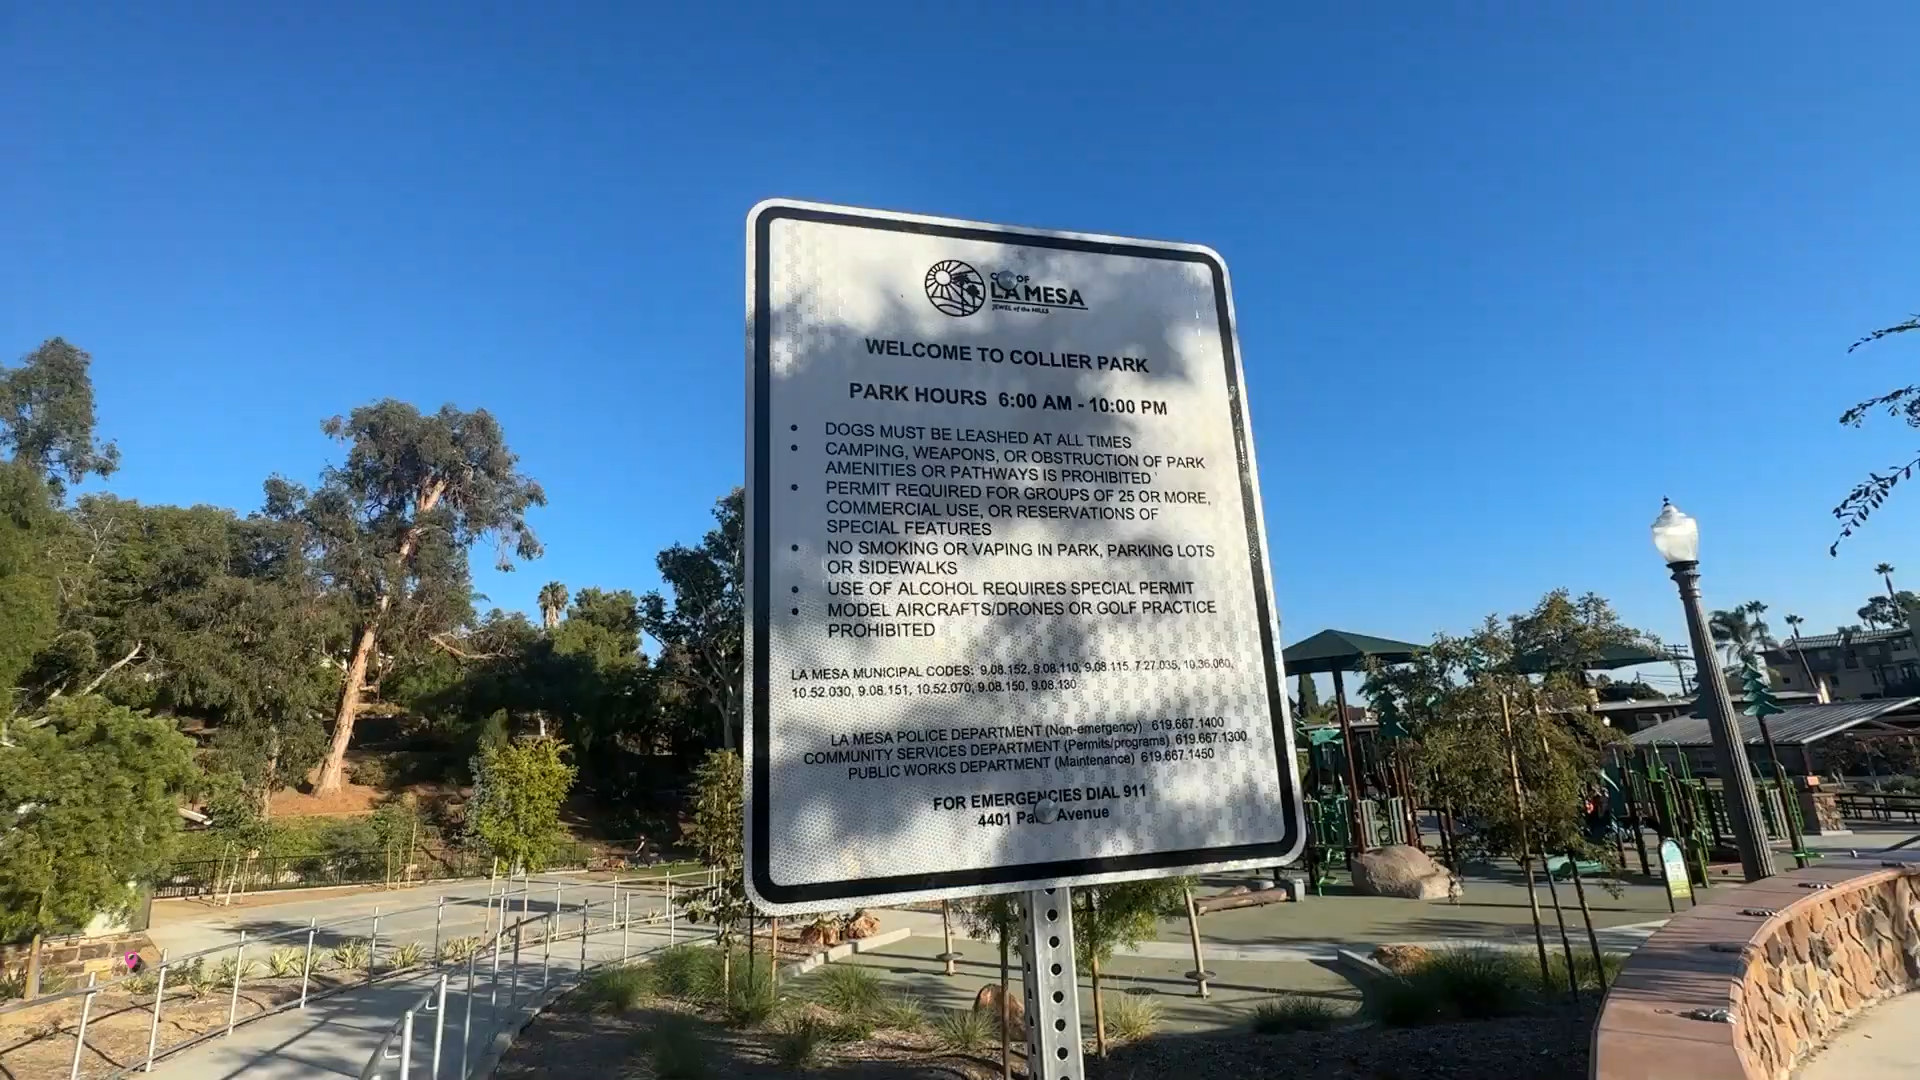 CITY OF
LA MESA
JEWEL of the HILLS
WELCOME TO COLLIER PARK
PARK HOURS 6:00 AM - 10:00 PM
• DOGS MUST BE LEASHED AT ALL TIMES
• CAMPING, WEAPONS, OR OBSTRUCTION OF PARK
AMENITIES OR PATHWAYS IS PROHIBITED
• PERMIT REQUIRED FOR GROUPS OF 25 OR MORE,
COMMERCIAL USE, OR RESERVATIONS OF
SPECIAL FEATURES
• NO SMOKING OR VAPING IN PARK, PARKING LOTS
OR SIDEWALKS
• USE OF ALCOHOL REQUIRES SPECIAL PERMIT
• MODEL AIRCRAFTS/DRONES OR GOLF PRACTICE
PROHIBITED
LA MESA MUNICIPAL CODES: 9.08.152, 9.08.110, 9.08.115, 7.27.035, 10.36.060,
10.52.030, 9.08.151, 10.52.070, 9.08.150, 9.08.130
LA MESA POLICE DEPARTMENT (Non-emergency) 619.667.1400
COMMUNITY SERVICES DEPARTMENT (Permits/programs) 619.667.1300
PUBLIC WORKS DEPARTMENT (Maintenance) 619.667.1450
FOR EMERGENCIES DIAL 911
4401 Palm Avenue